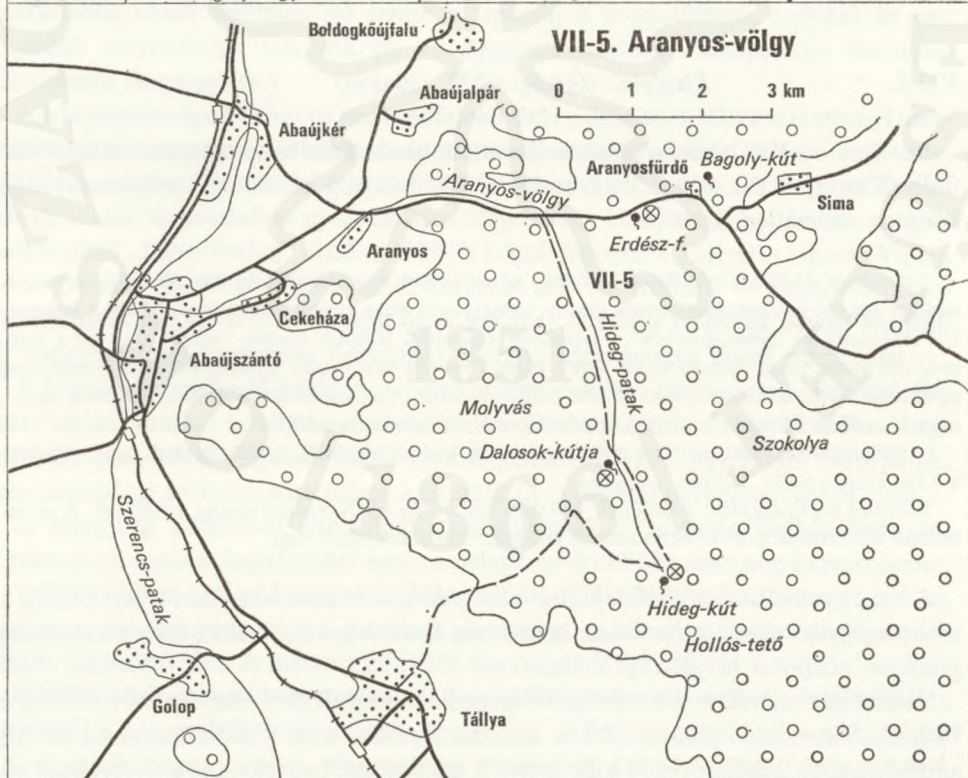 Boldogkőújfalu
VII-5. Aranyos-völgy
0 1 2 3 km
Abaújalpár
Abaújkér
Aranyosfürdő
Bagoly-kút
Sima
Aranyos-völgy
Erdész-f.
Aranyos
VII-5
Cekeháza
Hideg-patak
Abaújszántó
1851
Molyvás
Szokolya
Dalosok-kútja
1866
Szerencs-patak
Hideg-kút
Hollós-tető
Golop
Tállya